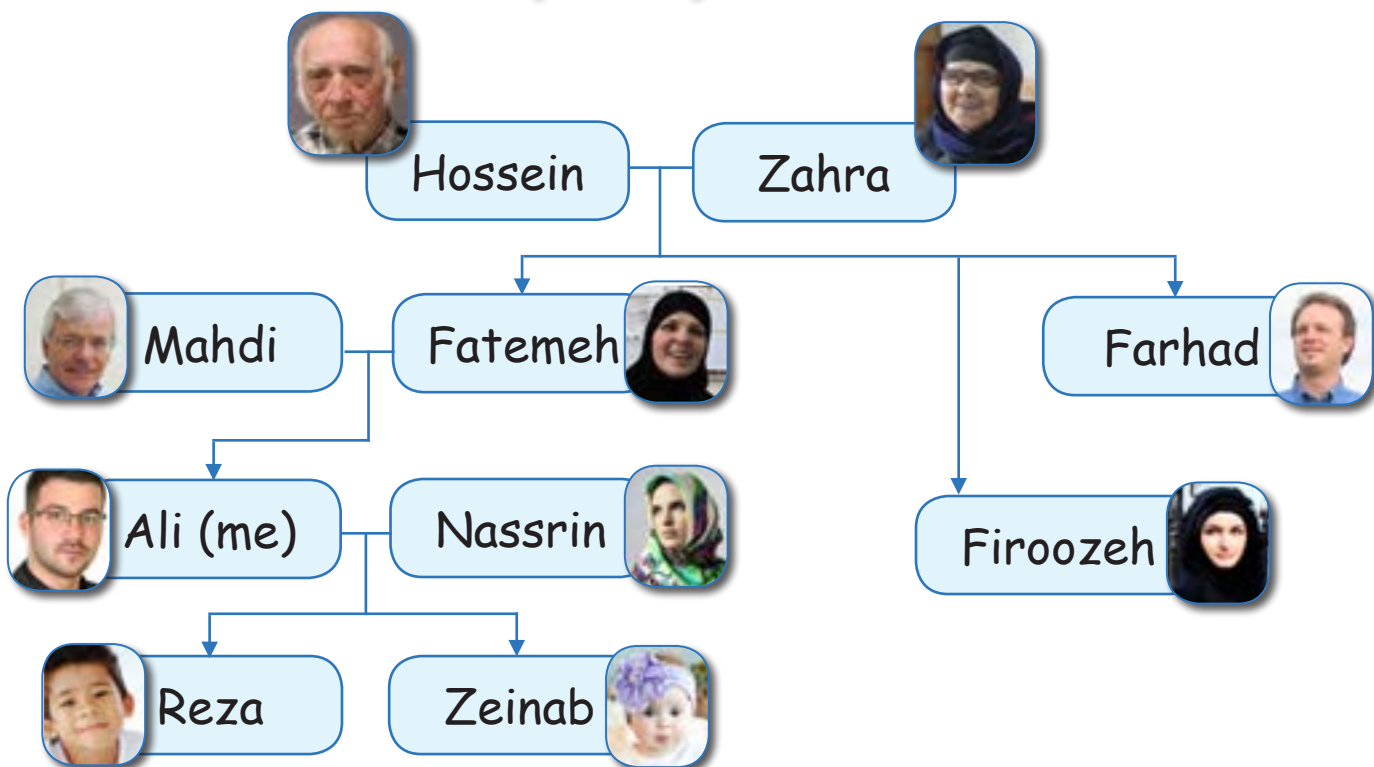 Hossein
Zahra
Mahdi
Fatemeh
Farhad
Ali (me)
Nassrin
Firoozeh
Reza
Zeinab